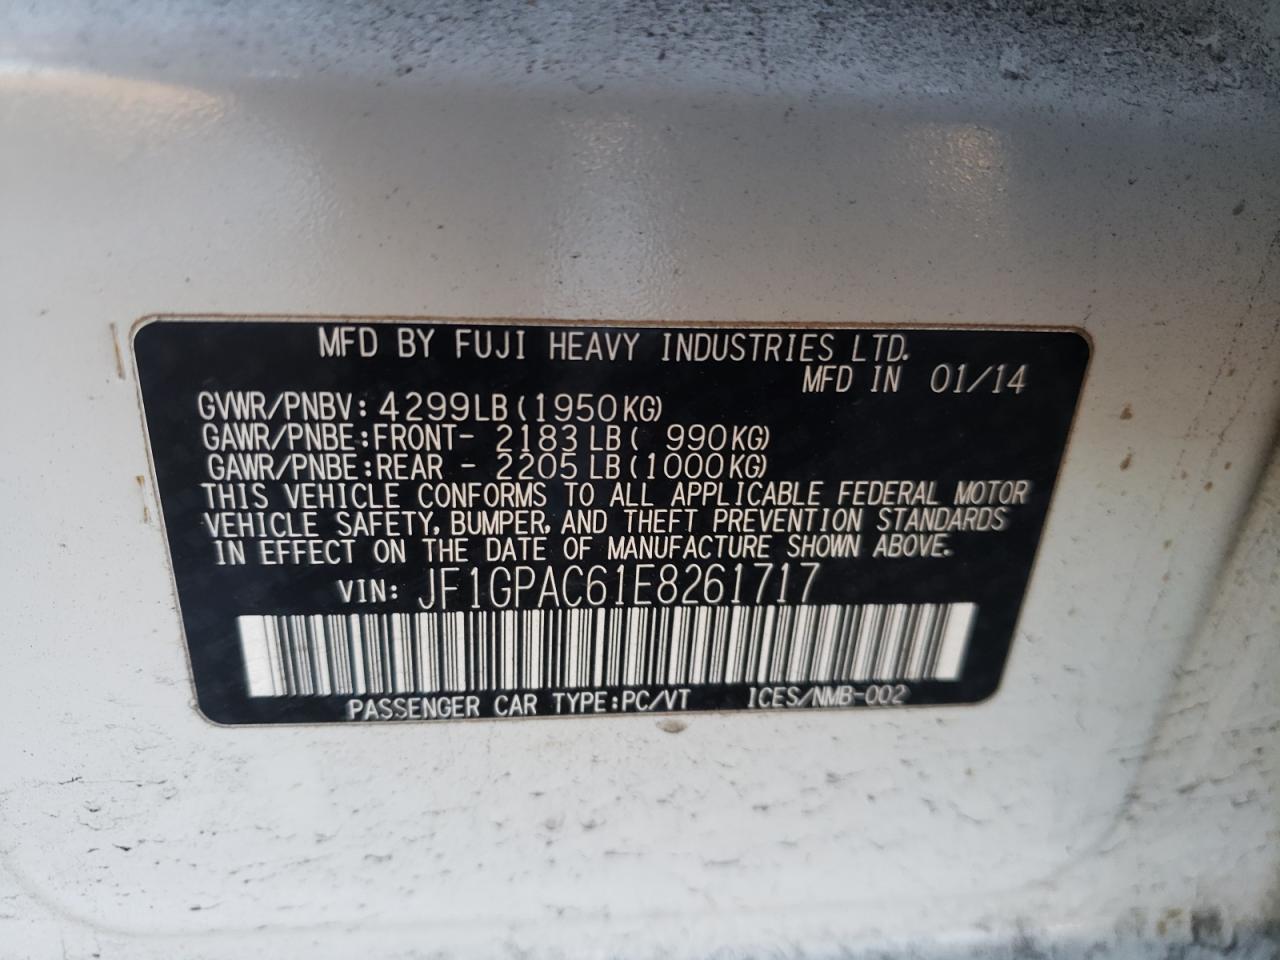 MFD BY FUJI HEAVY INDUSTRIES LTD.
MFD IN 01/14
GVWR/PNBV: 4299LB(1950KG)
GAWR/PNBE:FRONT- 2183LB( 990KG)
GAWR/PNBE:REAR - 2205LB(1000KG)
THIS VEHICLE CONFORMS TO ALL APPLICABLE FEDERAL MOTOR
VEHICLE SAFETY, BUMPER, AND THEFT PREVENTION STANDARDS
IN EFFECT ON THE DATE OF MANUFACTURE SHOWN ABOVE.
VIN: JF1GPAC61E8261717
PASSENGER CAR TYPE:PC/VT ICES/NMB-002